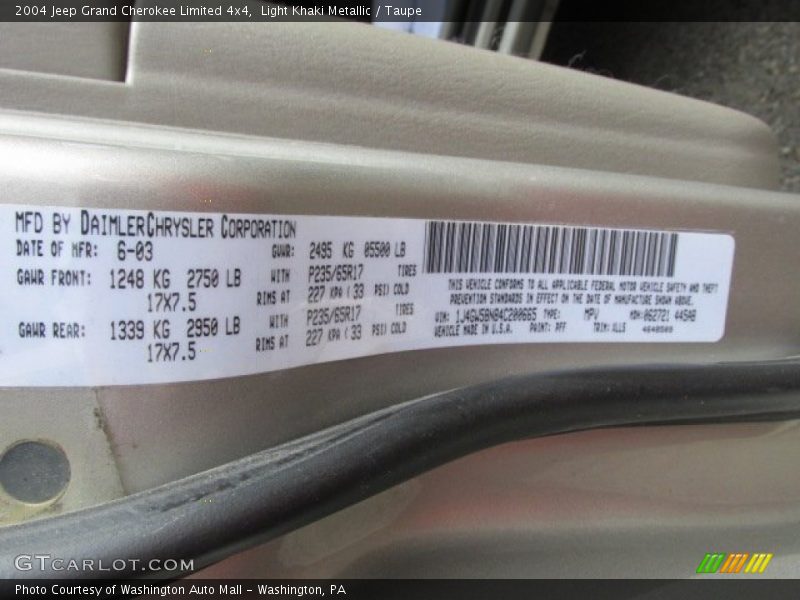 2004 Jeep Grand Cherokee Limited 4x4, Light Khaki Metallic / Taupe
MFD BY DAIMLERCHRYSLER CORPORATION
DATE OF MFR: 6-03 GVWR: 2495 KG 05500 LB
GAWR FRONT: 1248 KG 2750 LB WITH P235/65R17 TIRES
17X7.5 RIMS AT 227 KPA ( 33 PSI) COLD
GAWR REAR: 1339 KG 2950 LB WITH P235/65R17 TIRES
17X7.5 RIMS AT 227 KPA ( 33 PSI) COLD
THIS VEHICLE CONFORMS TO ALL APPLICABLE FEDERAL MOTOR VEHICLE SAFETY AND THEFT
PREVENTION STANDARDS IN EFFECT ON THE DATE OF MANUFACTURE SHOWN ABOVE.
VIN: 1J4GW58N84C200665 TYPE: MPV MDH: 062721 44SAB
VEHICLE MADE IN U.S.A. PAINT: PFF TRIM:
GTCARLOT.COM
Photo Courtesy of Washington Auto Mall - Washington, PA